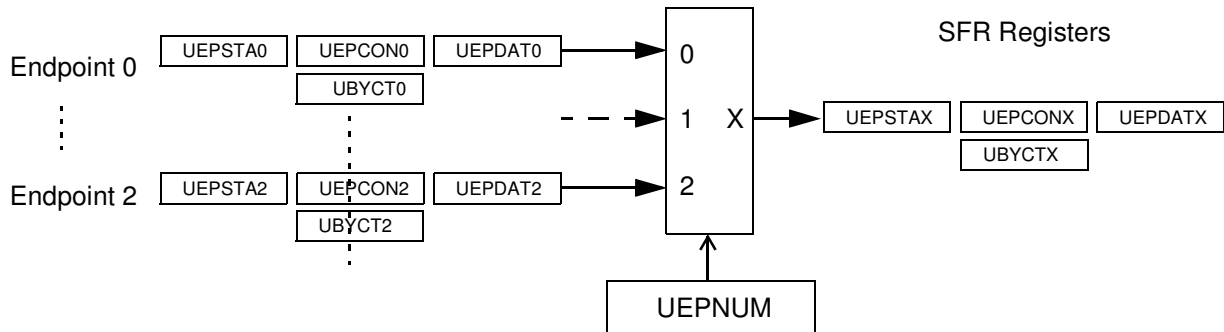 SFR Registers
Endpoint 0
UEPSTA0 UEPCON0 UEPDAT0
UBYCT0
0
1 X
2
UEPSTAX UEPCONX UEPDATX
UBYCTX
Endpoint 2
UEPSTA2 UEPCON2 UEPDAT2
UBYCT2
UEPNUM